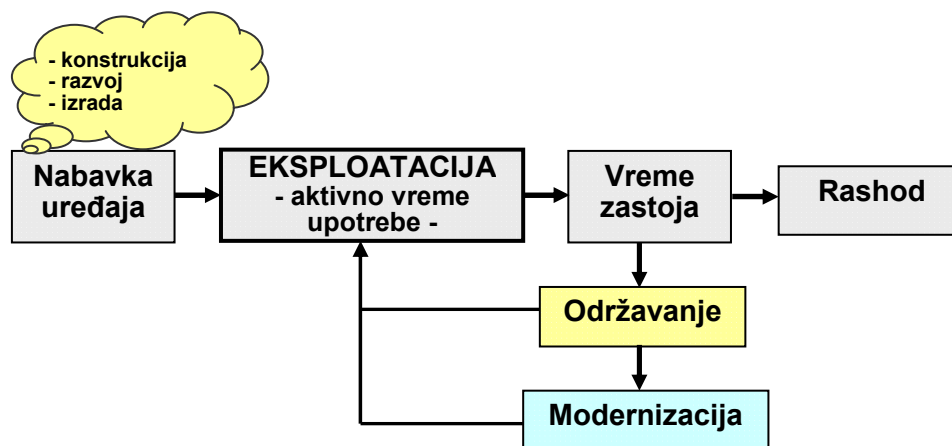 - konstrukcija
- razvoj
- izrada
Nabavka
uređaja
EKSPLOATACIJA
- aktivno vreme
upotrebe -
Vreme
zastoja
Rashod
Održavanje
Modernizacija